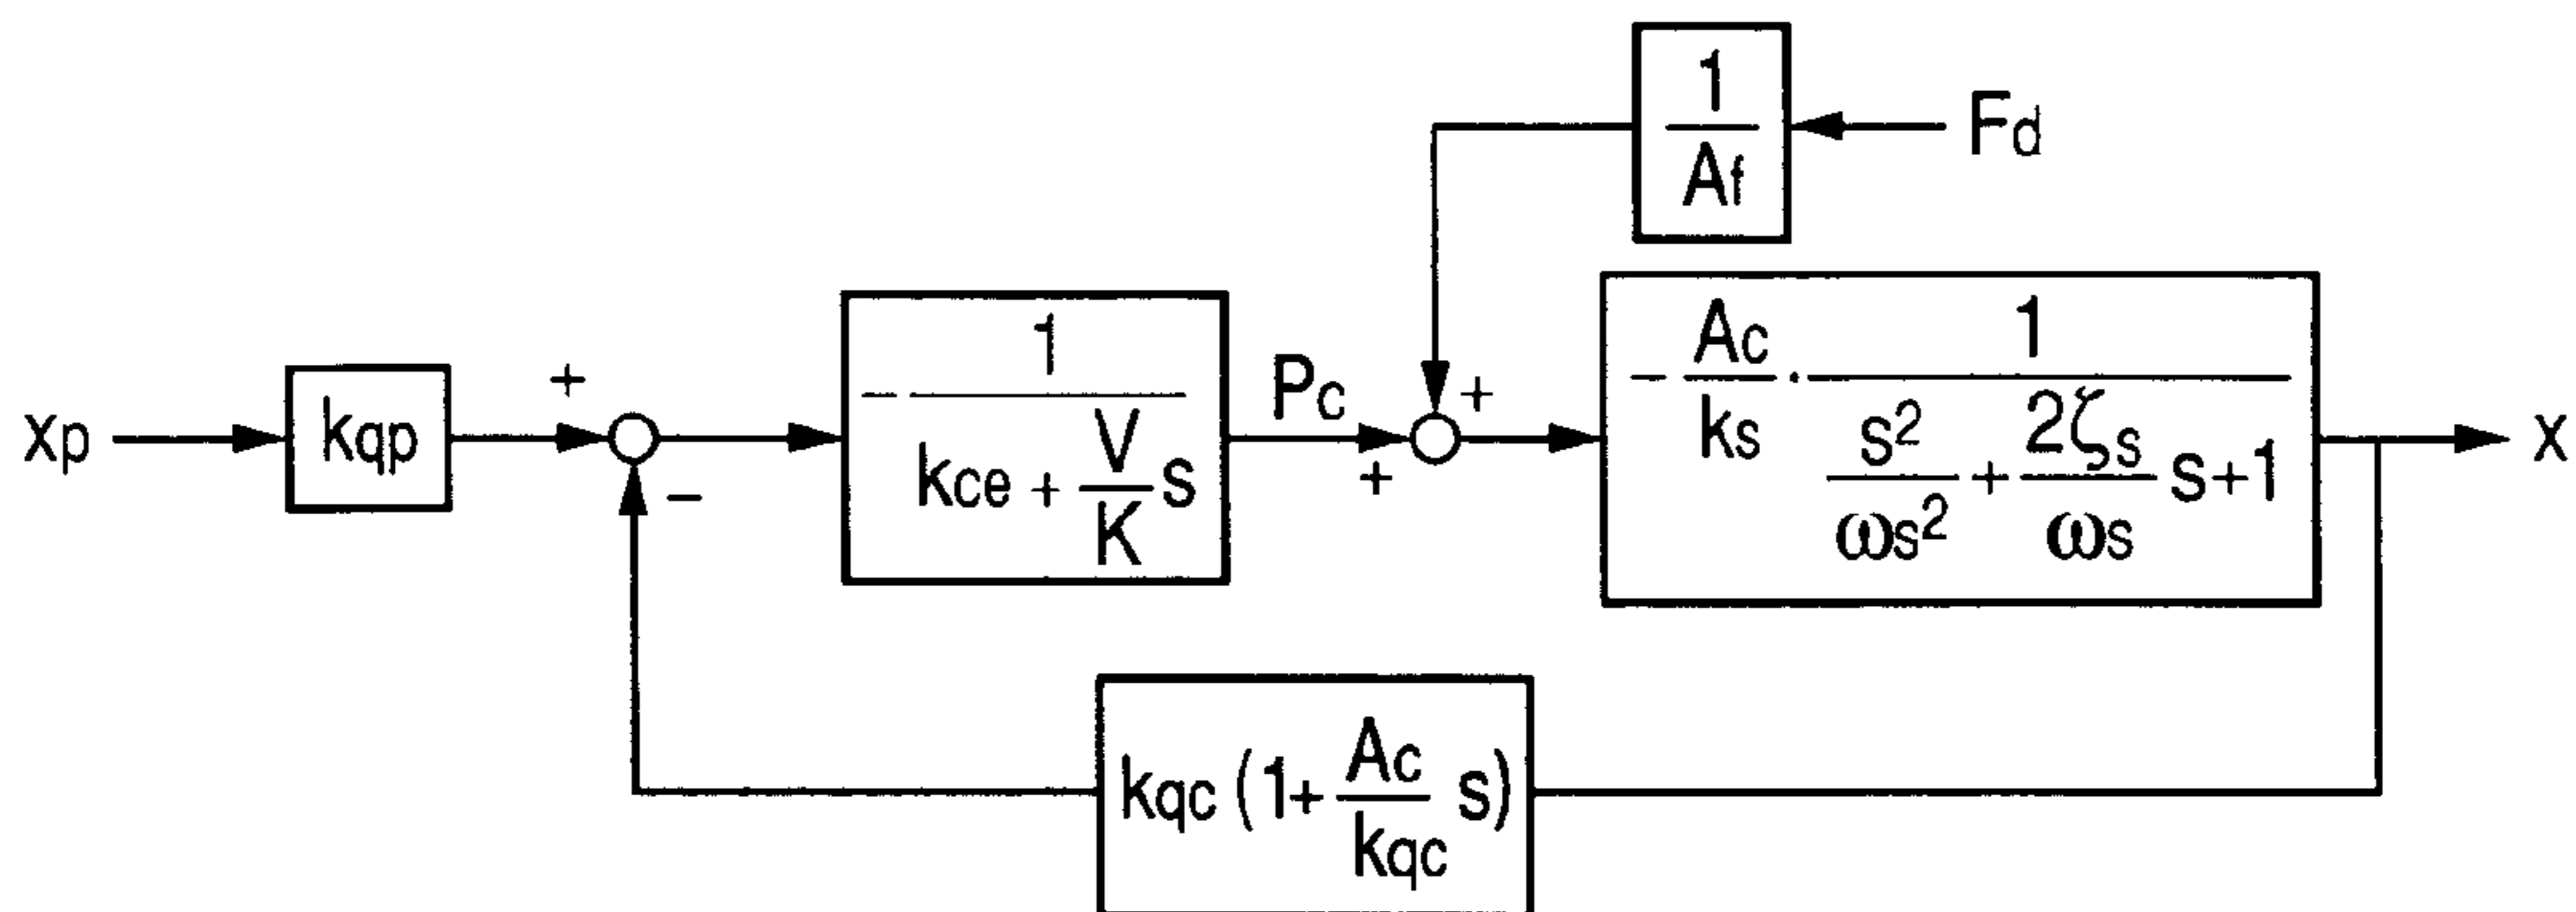 1/Af
Fd
xp
kqp
+
−
- 1/(kce + V/K s)
Pc
+
+
- Ac/ks · 1/(s²/ωs² + 2ζs/ωs s+1)
x
kqc (1+ Ac/kqc s)